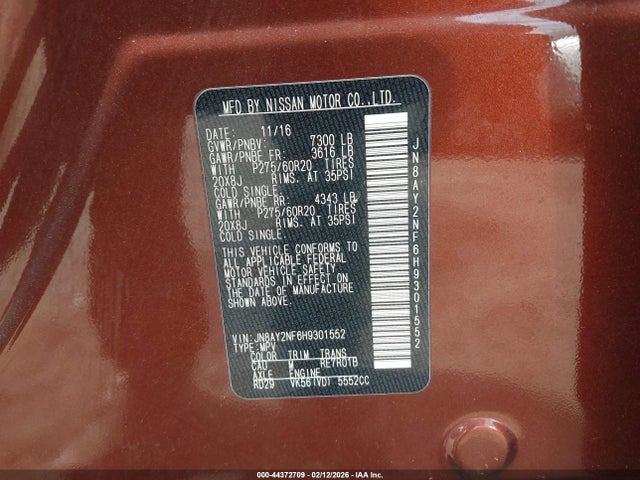 MFD BY NISSAN MOTOR CO.,LTD.
DATE: 11/16
GVWR/PNBV: 7300 LB
GAWR/PNBE FR: 3616 LB
WITH P275/60R20 TIRES
20X8J RIMS. AT 35PSI
COLD SINGLE
GAWR/PNBE RR: 4343 LB
WITH P275/60R20 TIRES
20X8J RIMS. AT 35PSI
COLD SINGLE
THIS VEHICLE CONFORMS TO
ALL APPLICABLE FEDERAL
MOTOR VEHICLE SAFETY
STANDARDS IN EFFECT ON
THE DATE OF MANUFACTURE
SHOWN ABOVE.
VIN: JN8AY2NF6H9301552
TYPE: MPV
COLOR TRIM TRANS
CAU M RE7R01B
AXLE ENGINE
RD29 VK56(VD) 5552CC
JN8AY2NF6H9301552
000-44372709 - 02/12/2026 - IAA Inc.